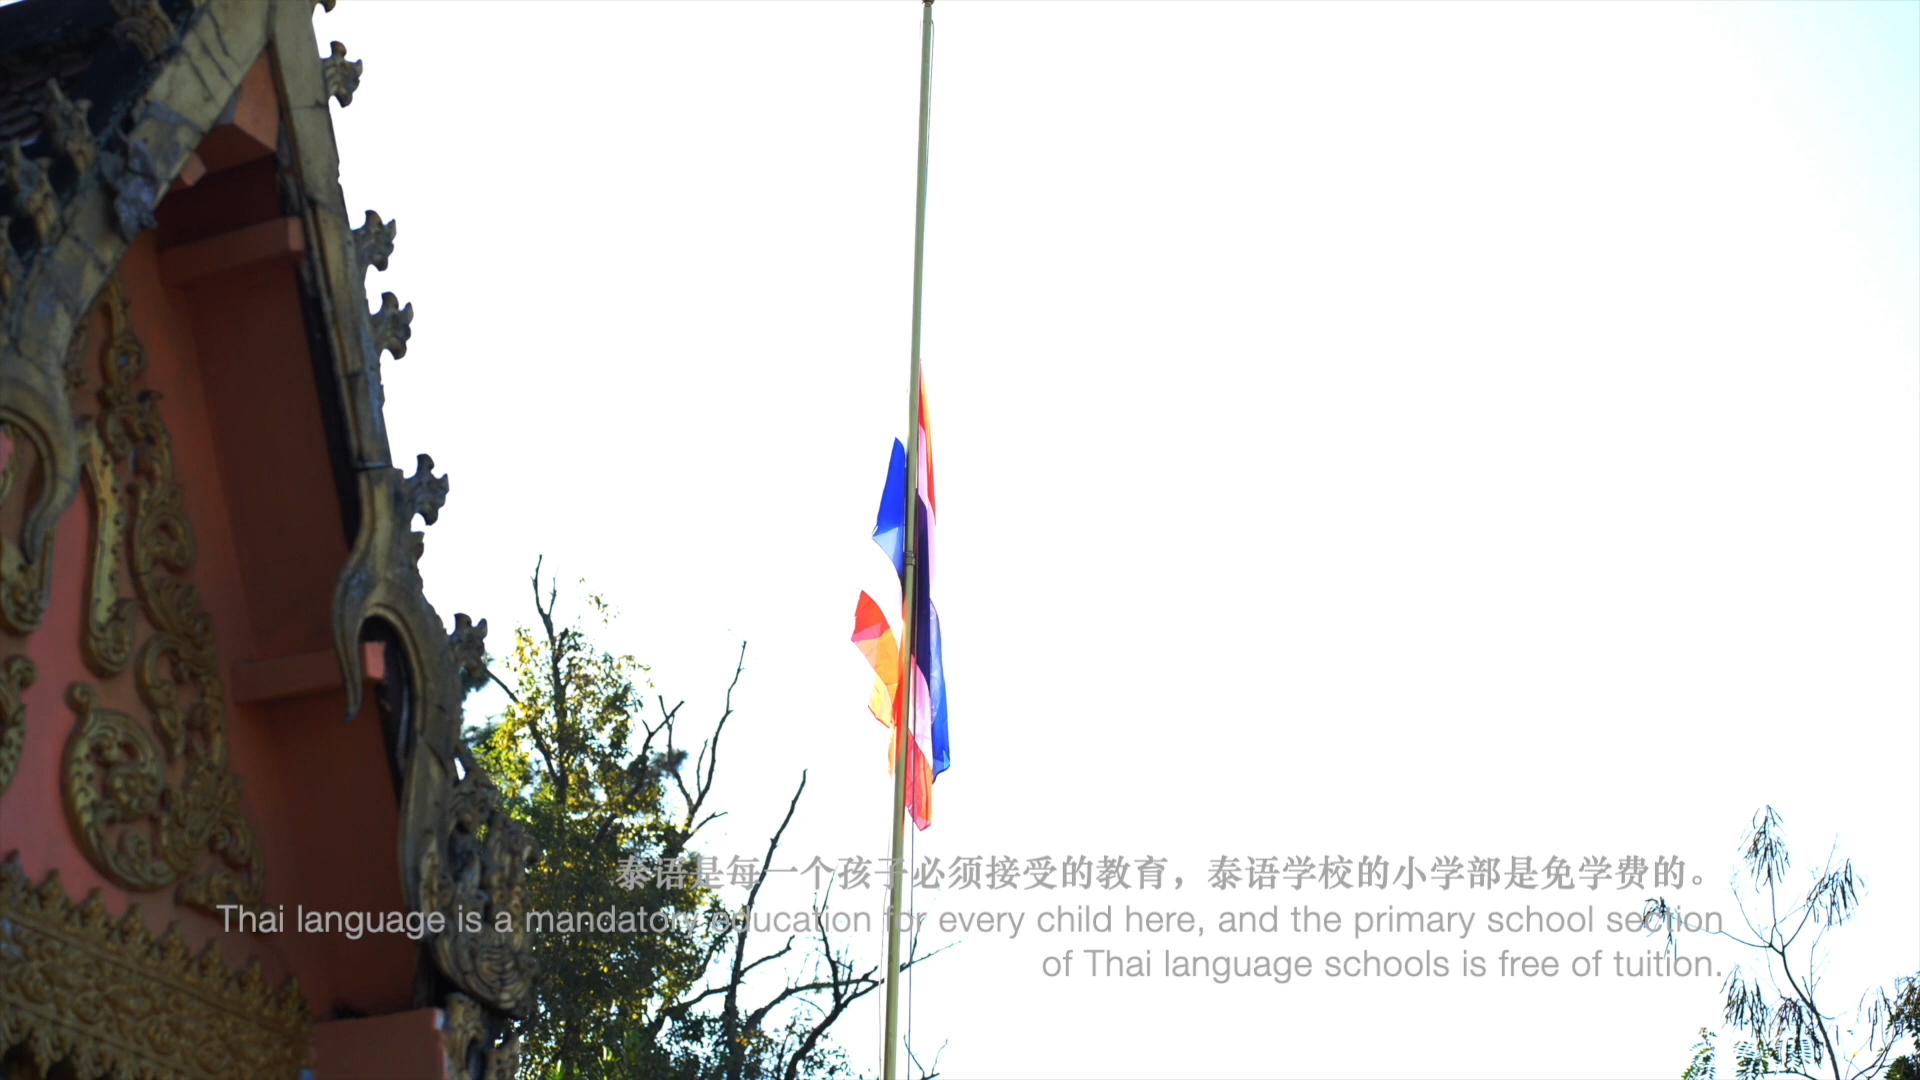 泰语是每一个孩子必须接受的教育，泰语学校的小学部是免学费的。
Thai language is a mandatory education for every child here, and the primary school section
of Thai language schools is free of tuition.